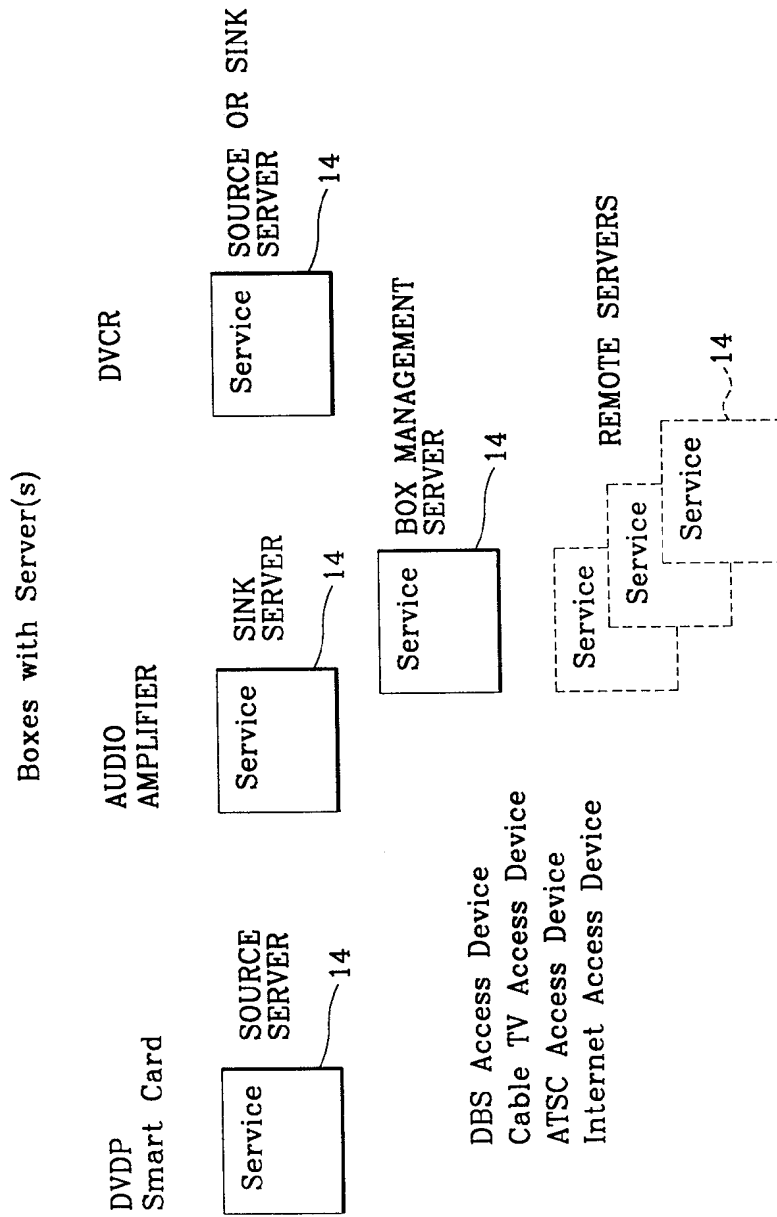 Boxes with Server(s)
DVDP
Smart Card
Service
SOURCE
SERVER
14
AUDIO
AMPLIFIER
Service
SINK
SERVER
14
DVCR
Service
SOURCE OR SINK
SERVER
14
DBS Access Device
Cable TV Access Device
ATSC Access Device
Internet Access Device
Service
BOX MANAGEMENT
SERVER
14
Service
Service
Service
REMOTE SERVERS
14